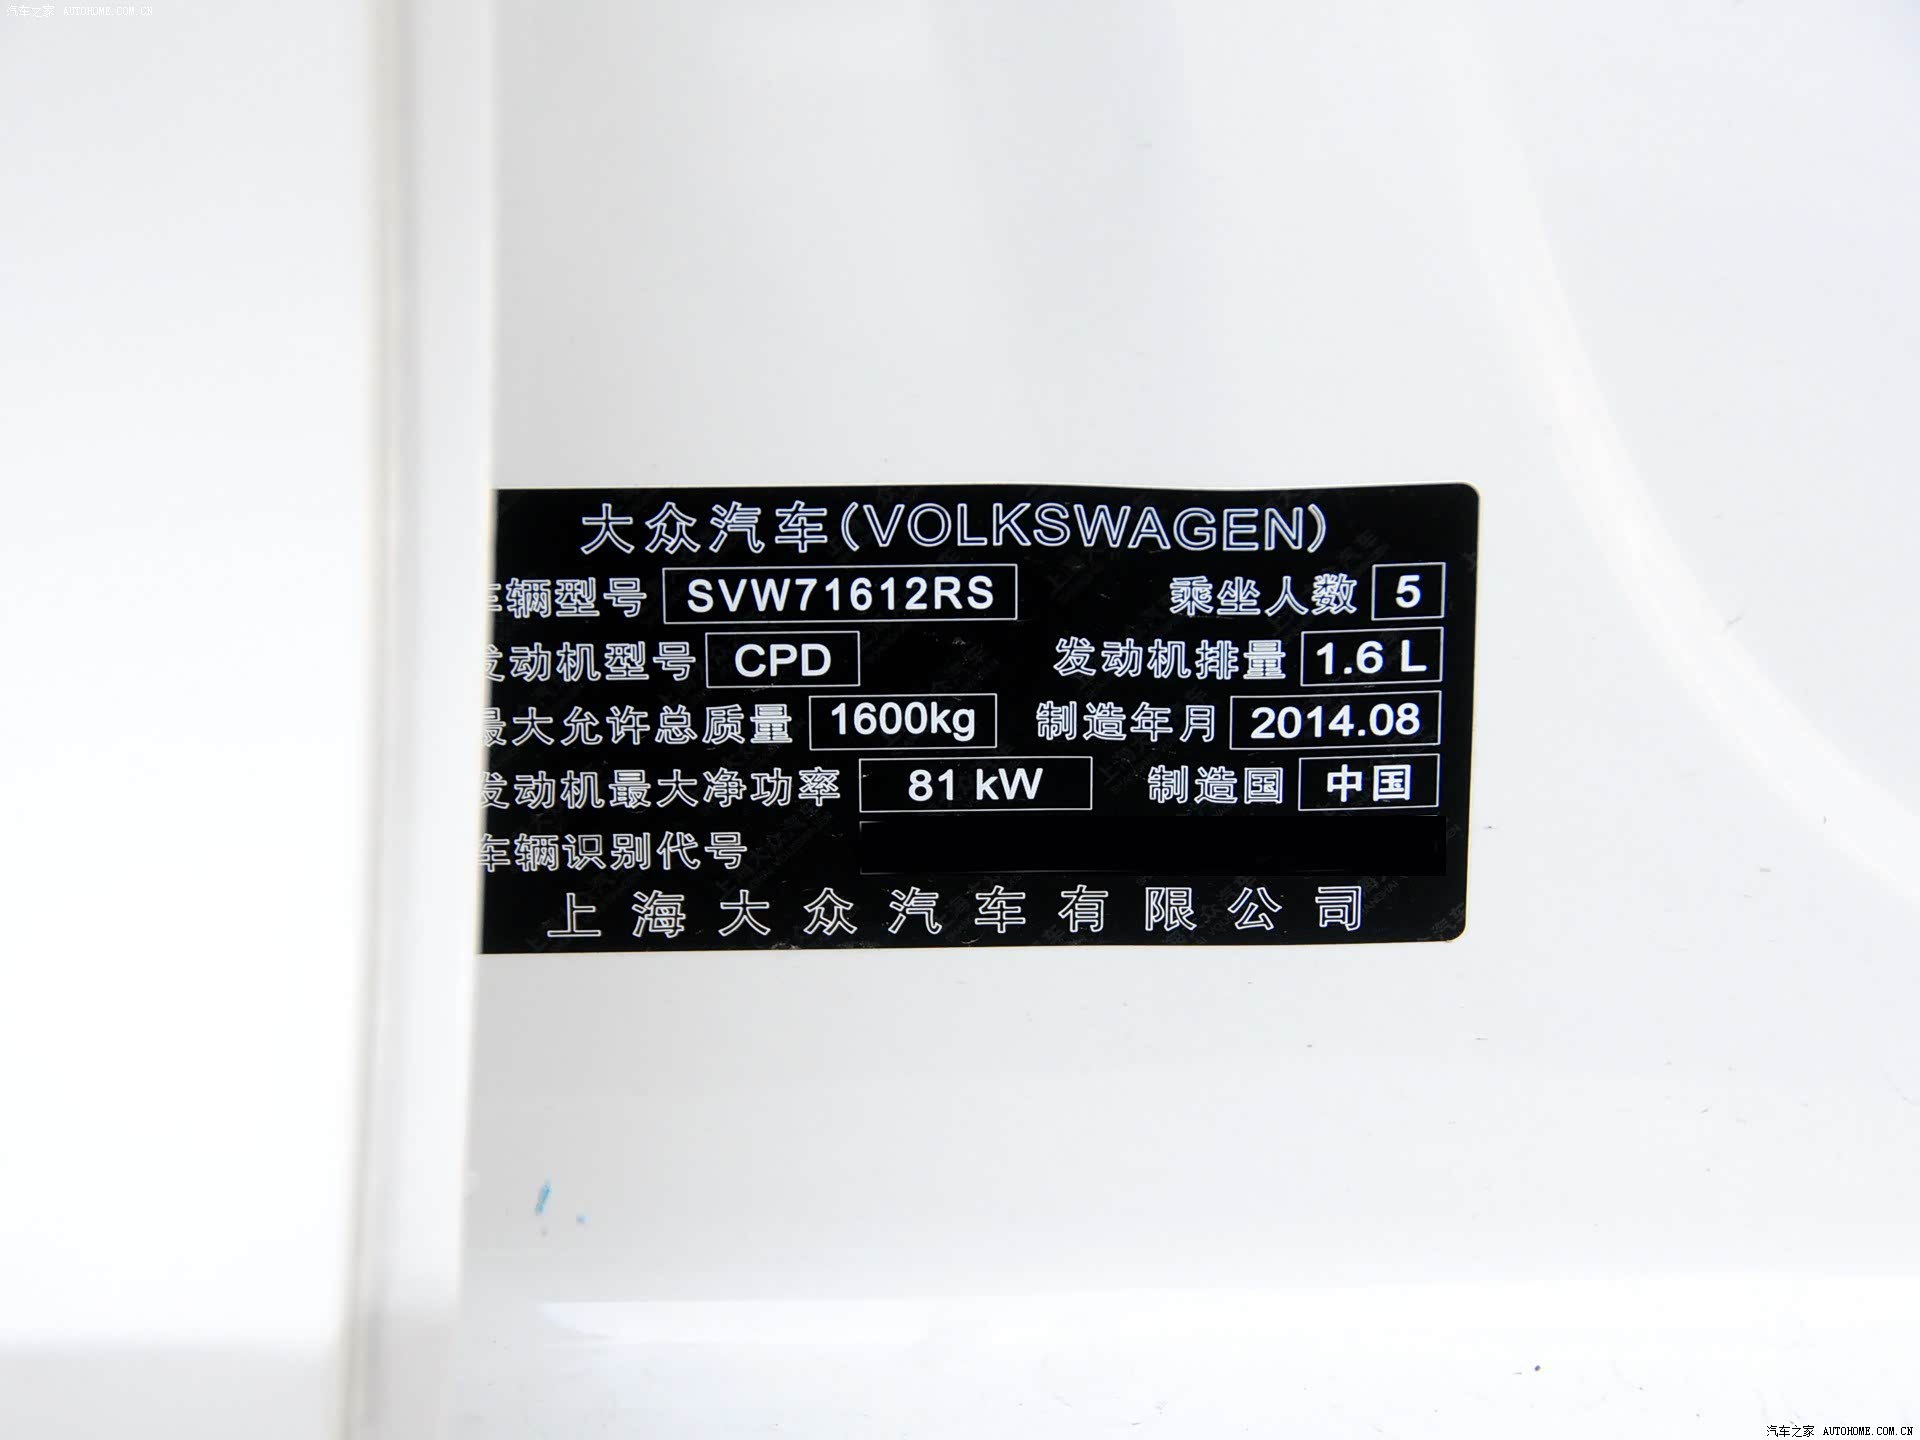 汽车之家 AUTOHOME.COM.CN
大众汽车(VOLKSWAGEN)
车辆型号 SVW71612RS 乘坐人数 5
发动机型号 CPD 发动机排量 1.6 L
最大允许总质量 1600kg 制造年月 2014.08
发动机最大净功率 81 kW 制造国 中国
车辆识别代号
上海大众汽车有限公司
汽车之家 AUTOHOME.COM.CN